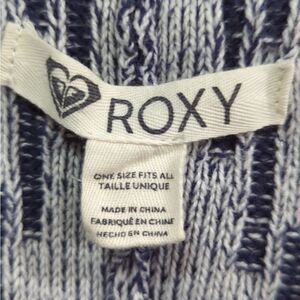 ROXY
ONE SIZE FITS ALL
TAILLE UNIQUE
MADE IN CHINA
FABRIQUÉ EN CHINE
HECHO EN CHINA